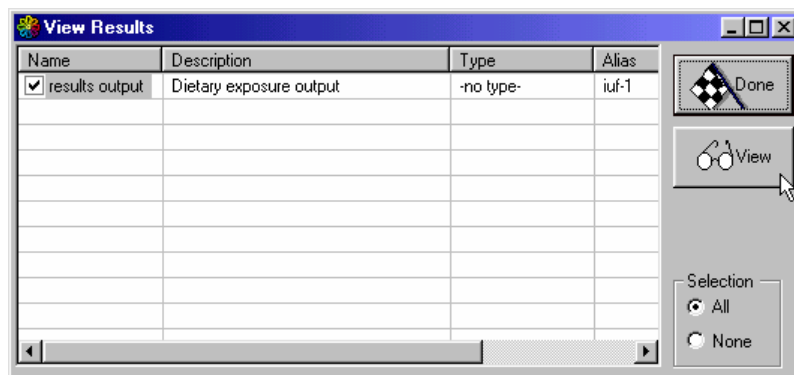 View Results
Name Description Type Alias
results output Dietary exposure output -no type- iuf-1
Done
View
Selection
All
None